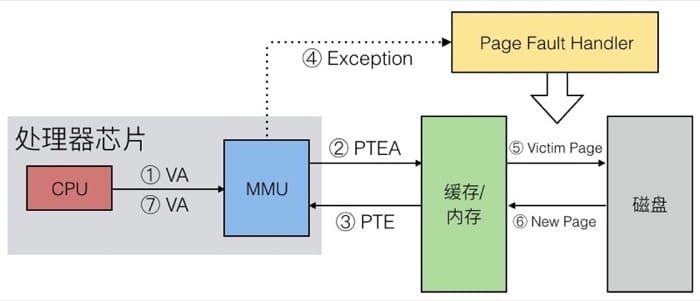 Page Fault Handler
④ Exception
处理器芯片
CPU
① VA
⑦ VA
MMU
② PTEA
③ PTE
缓存/
内存
⑤ Victim Page
⑥ New Page
磁盘